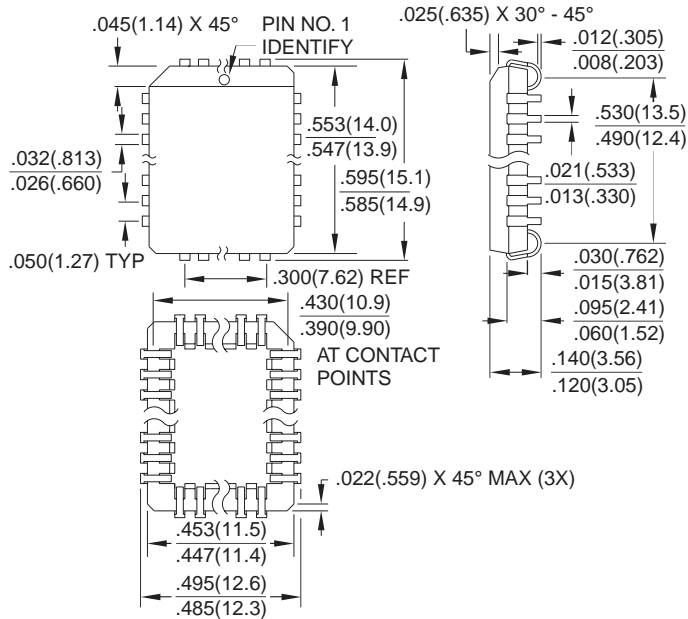 .045(1.14) X 45°
PIN NO. 1
IDENTIFY
.025(.635) X 30° - 45°
.012(.305)
.008(.203)
.553(14.0)
.547(13.9)
.530(13.5)
.490(12.4)
.032(.813)
.026(.660)
.595(15.1)
.585(14.9)
.021(.533)
.013(.330)
.050(1.27) TYP
.300(7.62) REF
.030(.762)
.015(3.81)
.430(10.9)
.390(9.90)
AT CONTACT
POINTS
.095(2.41)
.060(1.52)
.140(3.56)
.120(3.05)
.022(.559) X 45° MAX (3X)
.453(11.5)
.447(11.4)
.495(12.6)
.485(12.3)